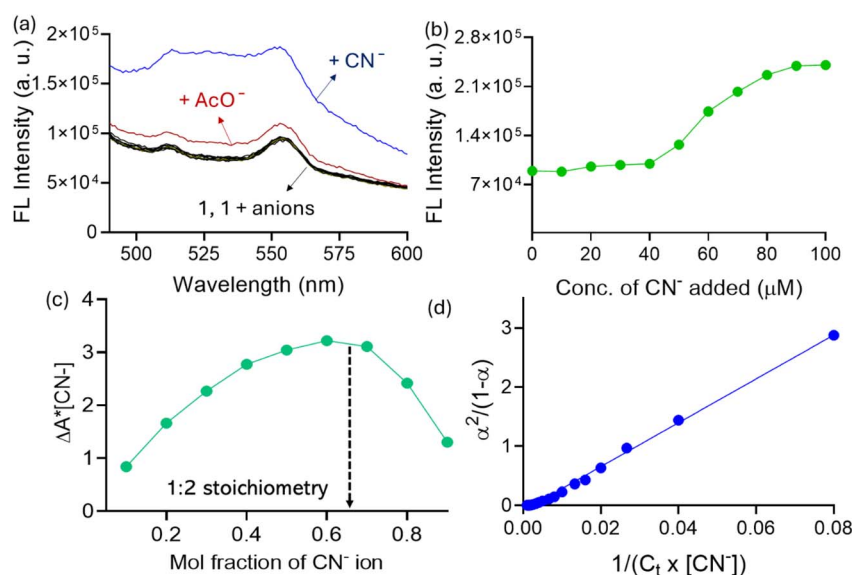 (a)
FL Intensity (a. u.)
2×10⁵
2×10⁵
1×10⁵
5×10⁴
0
+ CN⁻
+ AcO⁻
1, 1 + anions
500 525 550 575 600
Wavelength (nm)
(b)
FL Intensity (a. u.)
2.8×10⁵
2.1×10⁵
1.4×10⁵
7×10⁴
0 20 40 60 80 100
Conc. of CN⁻ added (μM)
(c)
ΔA*[CN-]
4
3
2
1
0
1:2 stoichiometry
0.2 0.4 0.6 0.8
Mol fraction of CN⁻ ion
(d)
α²/(1-α)
3
2
1
0
0.00 0.02 0.04 0.06 0.08
1/(Cₜ x [CN⁻])